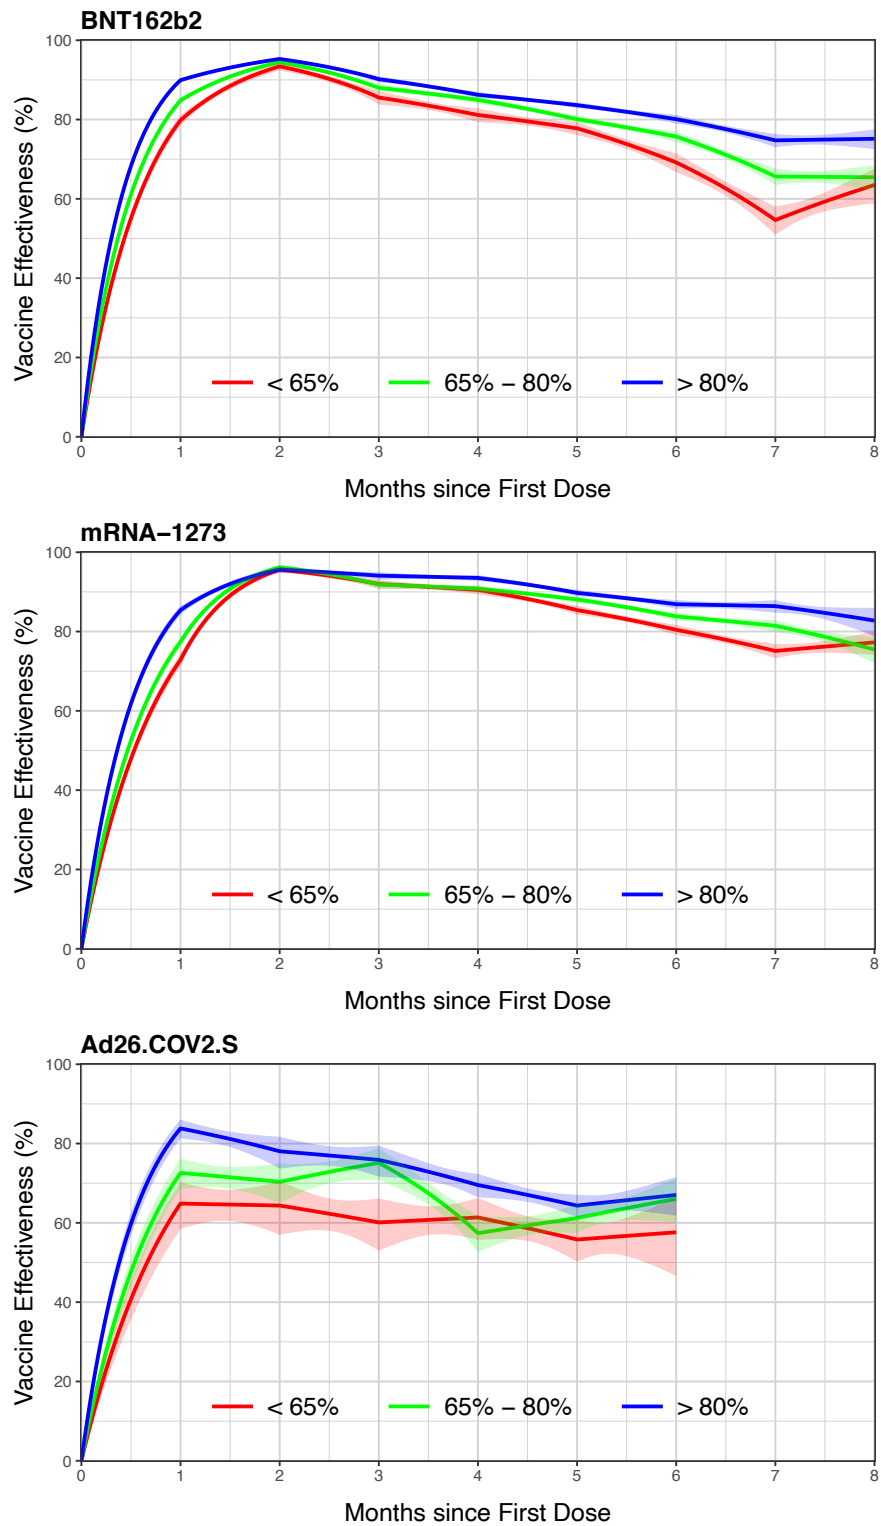 BNT162b2
Vaccine Effectiveness (%)
100
80
60
40
20
0
0 1 2 3 4 5 6 7 8
< 65% 65% − 80% > 80%
Months since First Dose
mRNA−1273
Vaccine Effectiveness (%)
100
80
60
40
20
0
0 1 2 3 4 5 6 7 8
< 65% 65% − 80% > 80%
Months since First Dose
Ad26.COV2.S
Vaccine Effectiveness (%)
100
80
60
40
20
0
0 1 2 3 4 5 6 7 8
< 65% 65% − 80% > 80%
Months since First Dose